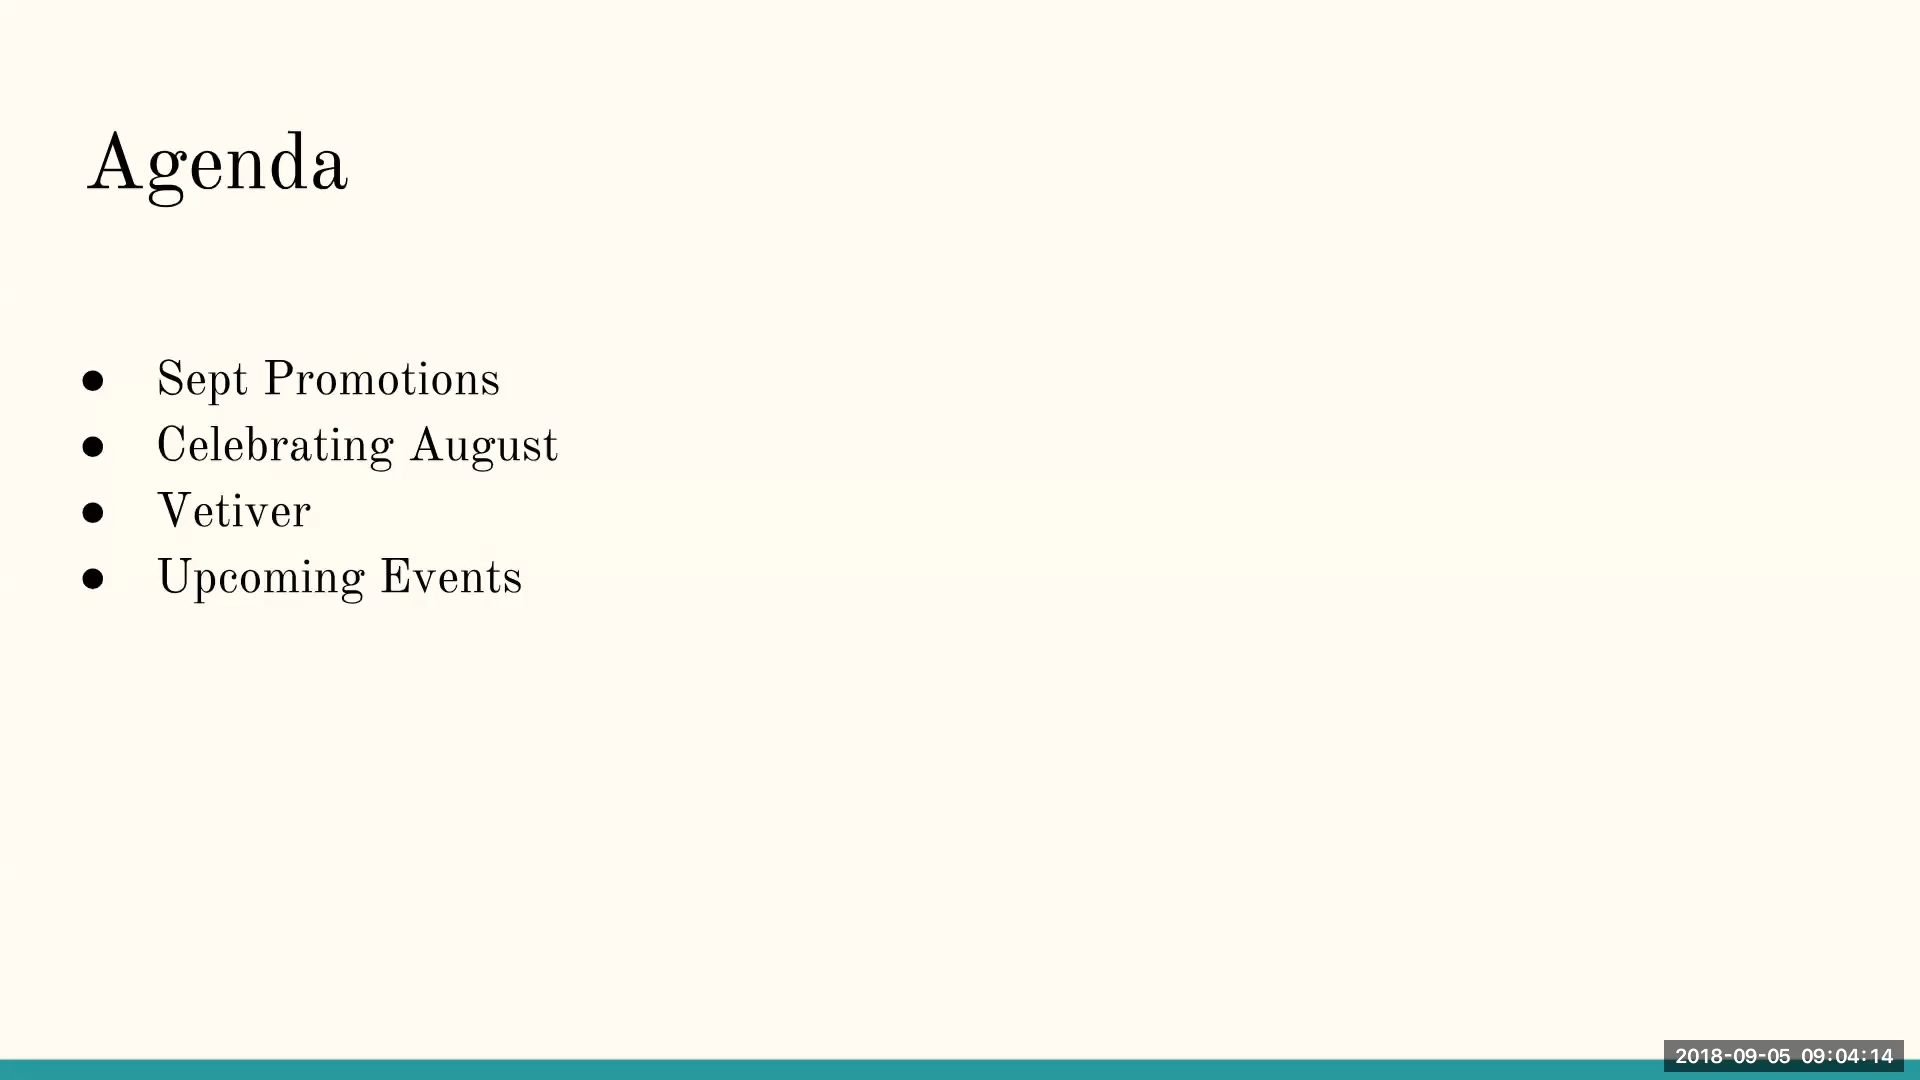 Agenda
● Sept Promotions
● Celebrating August
● Vetiver
● Upcoming Events
2018-09-05 09:04:14